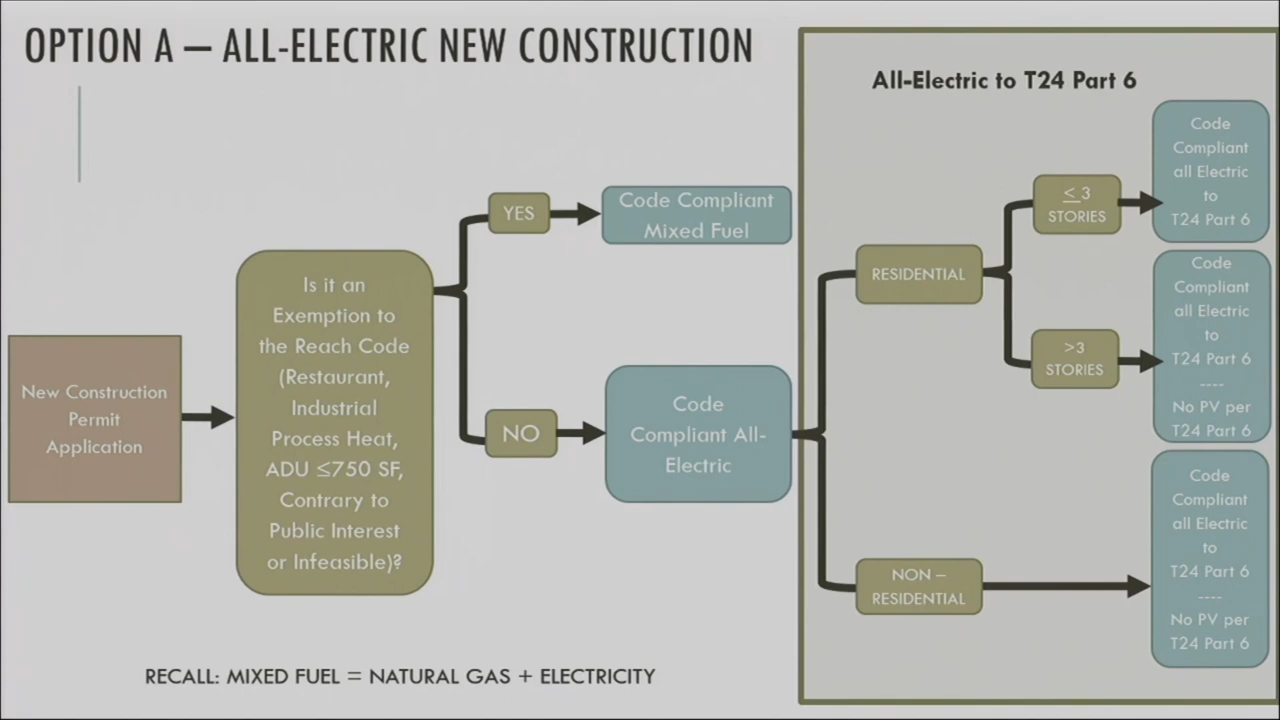 OPTION A – ALL-ELECTRIC NEW CONSTRUCTION
New Construction
Permit
Application
Is it an
Exemption to
the Reach Code
(Restaurant,
Industrial
Process Heat,
ADU ≤750 SF,
Contrary to
Public Interest
or Infeasible)?
YES
Code Compliant
Mixed Fuel
NO
Code
Compliant All-
Electric
All-Electric to T24 Part 6
RESIDENTIAL
≤ 3
STORIES
Code
Compliant
all Electric
to
T24 Part 6
>3
STORIES
Code
Compliant
all Electric
to
T24 Part 6
----
No PV per
T24 Part 6
NON –
RESIDENTIAL
Code
Compliant
all Electric
to
T24 Part 6
----
No PV per
T24 Part 6
RECALL: MIXED FUEL = NATURAL GAS + ELECTRICITY